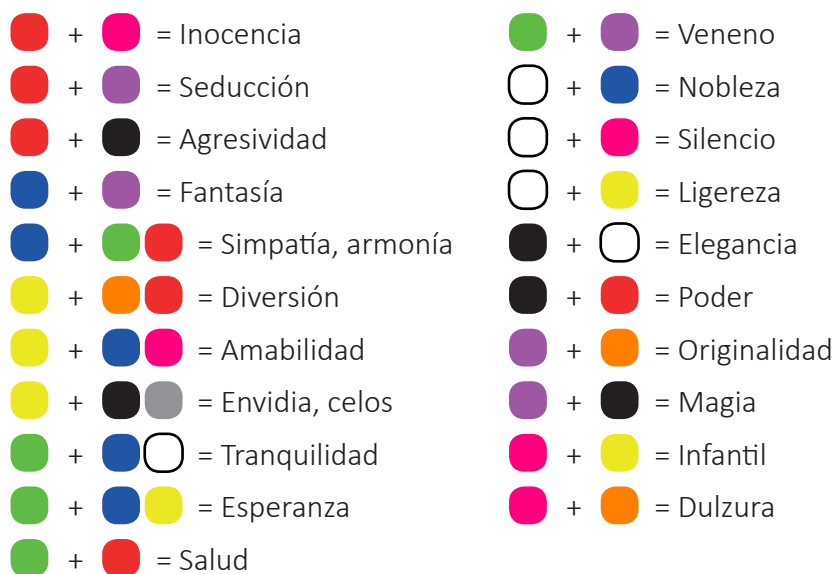 + = Inocencia
+ = Seducción
+ = Agresividad
+ = Fantasía
+ = Simpatía, armonía
+ = Diversión
+ = Amabilidad
+ = Envidia, celos
+ = Tranquilidad
+ = Esperanza
+ = Salud
+ = Veneno
+ = Nobleza
+ = Silencio
+ = Ligereza
+ = Elegancia
+ = Poder
+ = Originalidad
+ = Magia
+ = Infantil
+ = Dulzura